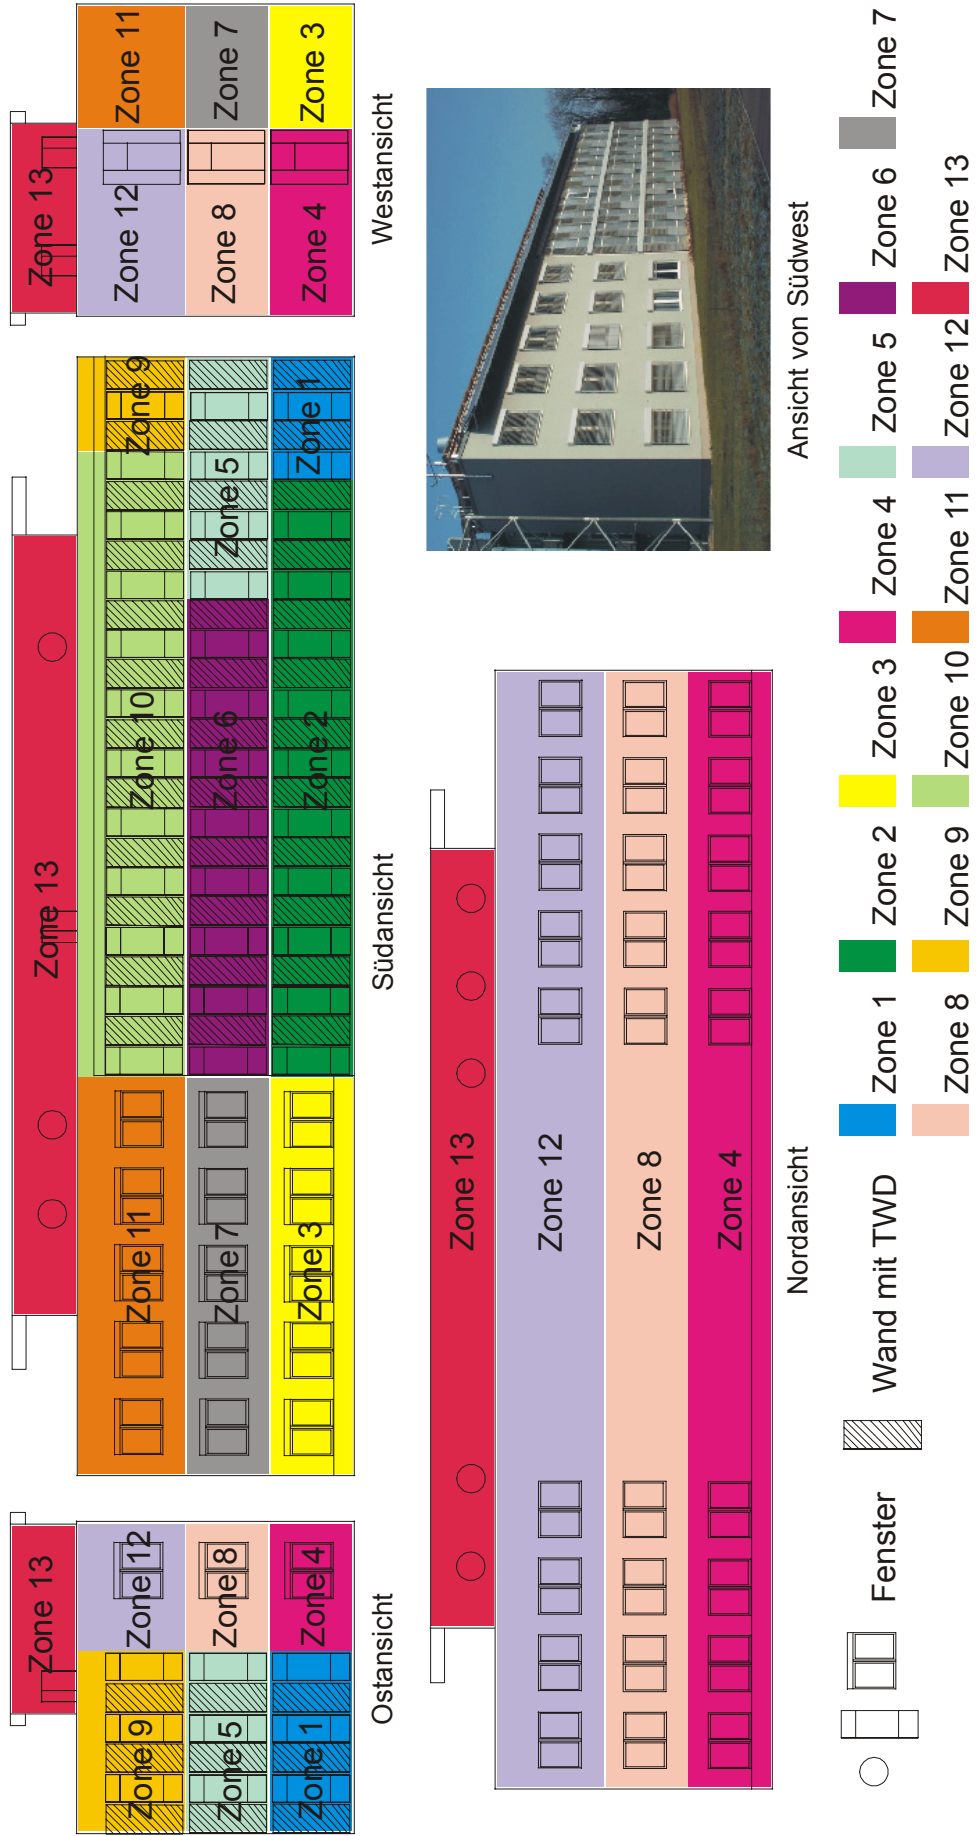 Zone 13
Zone 12
Zone 9
Zone 8
Zone 5
Zone 4
Zone 1
Ostansicht
Zone 13
Zone 11
Zone 10
Zone 9
Zone 7
Zone 6
Zone 5
Zone 3
Zone 2
Zone 1
Südansicht
Zone 13
Zone 12
Zone 11
Zone 8
Zone 7
Zone 4
Zone 3
Westansicht
Zone 13
Zone 12
Zone 8
Zone 4
Nordansicht
Ansicht von Südwest
Fenster
Wand mit TWD
Zone 1
Zone 2
Zone 3
Zone 4
Zone 5
Zone 6
Zone 7
Zone 8
Zone 9
Zone 10
Zone 11
Zone 12
Zone 13